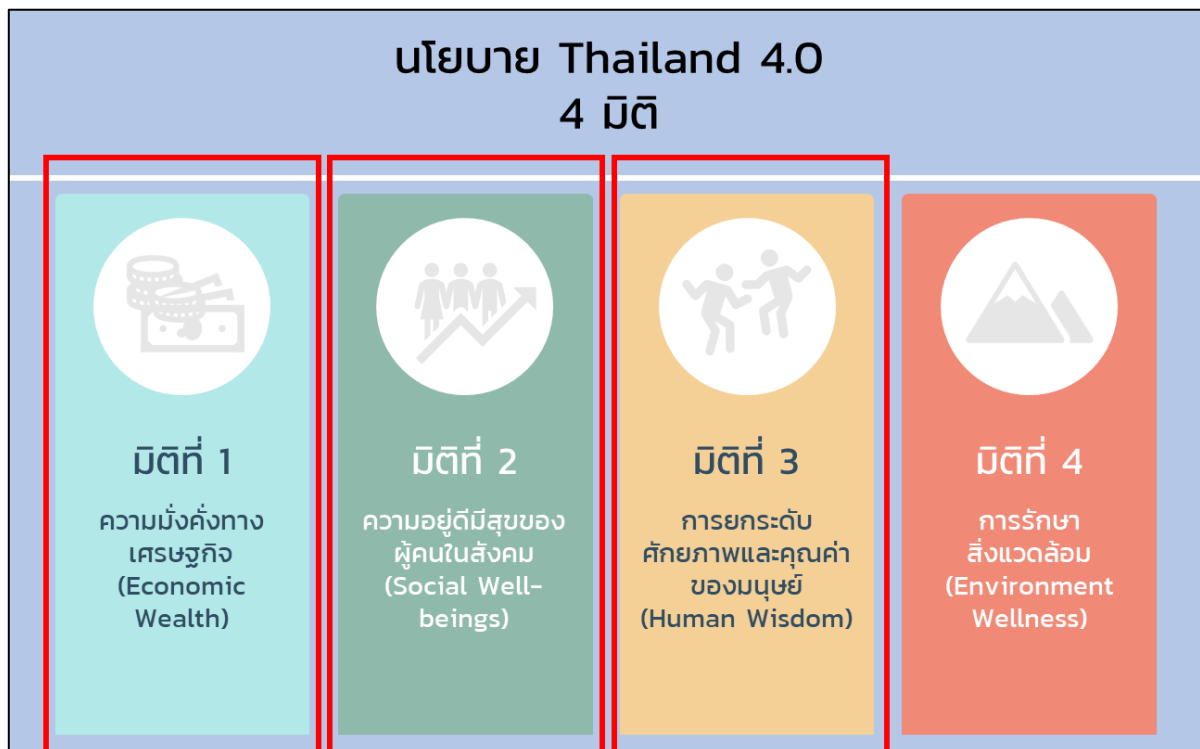 นโยบาย Thailand 4.0
4 มิติ
มิติที่ 1
ความมั่งคั่งทาง
เศรษฐกิจ
(Economic
Wealth)
มิติที่ 2
ความอยู่ดีมีสุขของ
ผู้คนในสังคม
(Social Well-
beings)
มิติที่ 3
การยกระดับ
ศักยภาพและคุณค่า
ของมนุษย์
(Human Wisdom)
มิติที่ 4
การรักษา
สิ่งแวดล้อม
(Environment
Wellness)